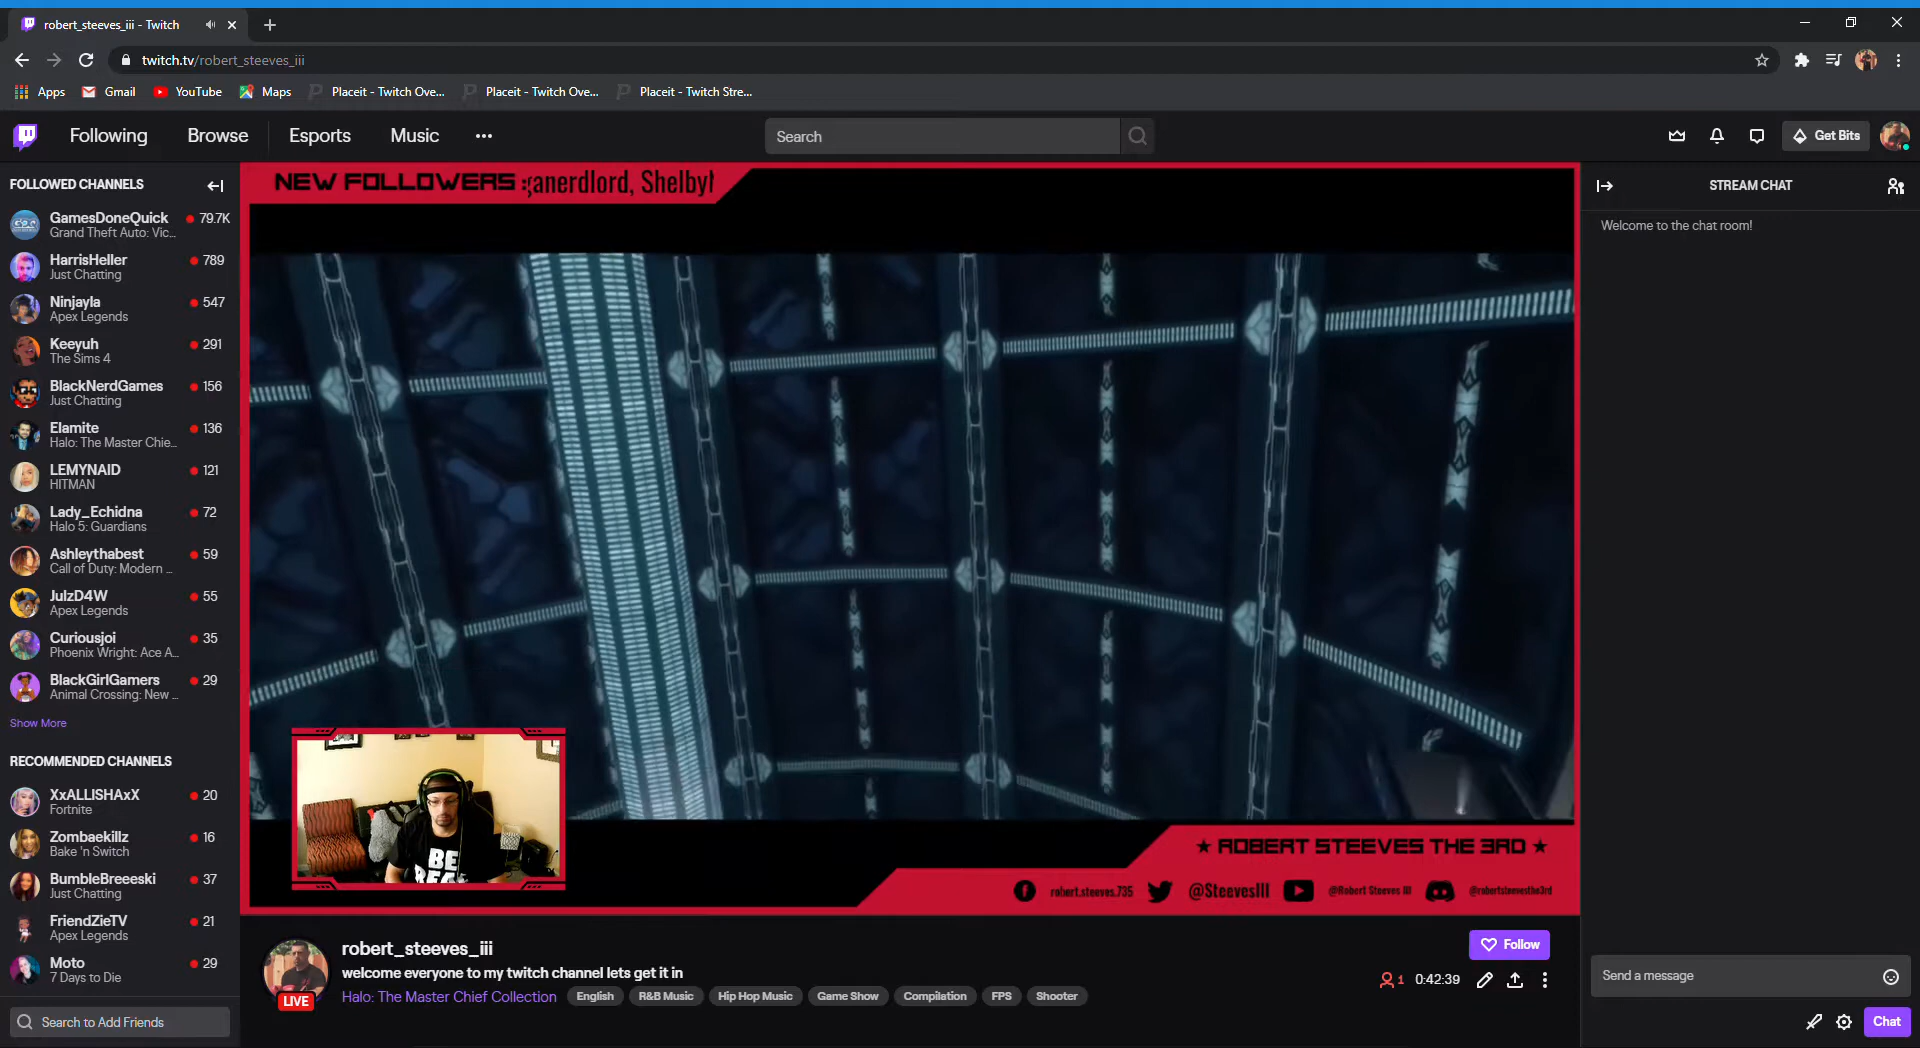 robert_steeves_iii - Twitch
twitch.tv/robert_steeves_iii
Apps Gmail YouTube Maps Placeit - Twitch Ove... Placeit - Twitch Ove... Placeit - Twitch Stre...
Following Browse Esports Music Search Get Bits
FOLLOWED CHANNELS
GamesDoneQuick 79.7K
Grand Theft Auto: Vic...
HarrisHeller 789
Just Chatting
Ninjayla 547
Apex Legends
Keeyuh 291
The Sims 4
BlackNerdGames 156
Just Chatting
Elamite 136
Halo: The Master Chie...
LEMYNAID 121
HITMAN
Lady_Echidna 72
Halo 5: Guardians
Ashleythabest 59
Call of Duty: Modern ...
JulzD4W 55
Apex Legends
Curiousjoi 35
Phoenix Wright: Ace A...
BlackGirlGamers 29
Animal Crossing: New ...
Show More
RECOMMENDED CHANNELS
XxALLISHAxX 20
Fortnite
Zombaekillz 16
Bake 'n Switch
BumbleBreeeski 37
Just Chatting
FriendZieTV 21
Apex Legends
Moto 29
7 Days to Die
Search to Add Friends
NEW FOLLOWERS :ganerdlord, Shelby
BE
ROBERT STEEVES THE 3RD
robert.steeves.735 @SteevesIII @Robert Steeves III @robertsteevesthe3rd
robert_steeves_iii
Follow
welcome everyone to my twitch channel lets get it in
1 0:42:39
LIVE
Halo: The Master Chief Collection English R&B Music Hip Hop Music Game Show Compilation FPS Shooter
STREAM CHAT
Welcome to the chat room!
Send a message
Chat